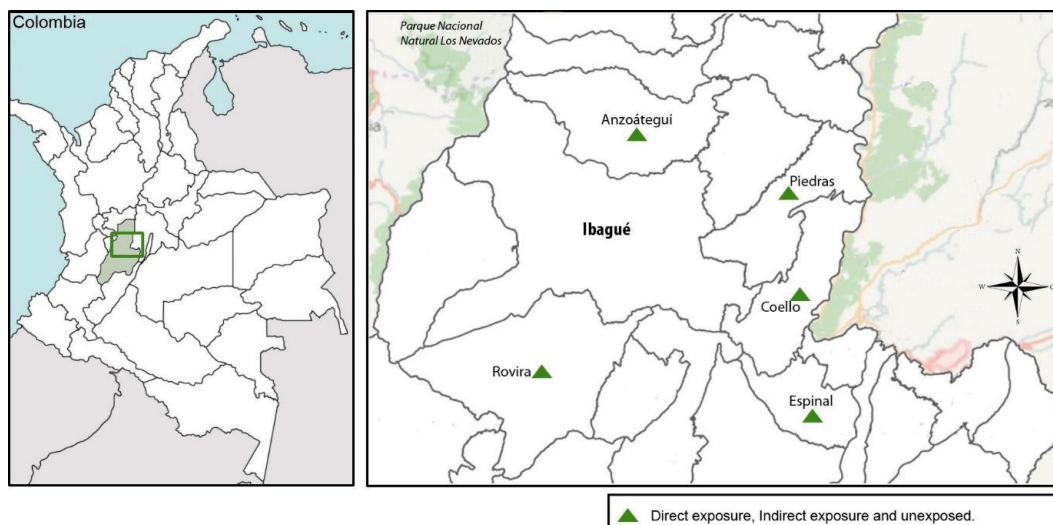 Colombia
Parque Nacional
Natural Los Nevados
Anzoátegui
Piedras
Ibagué
N
W
S
Coello
Rovira
Espinal
Direct exposure, Indirect exposure and unexposed.